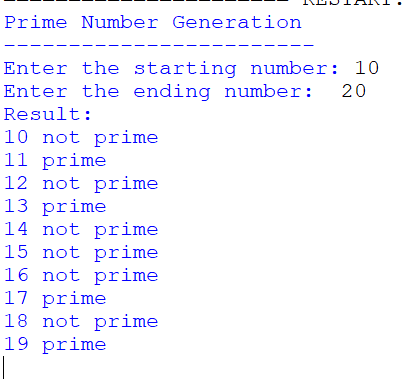 ======================= RESTART:
Prime Number Generation
------------------------
Enter the starting number: 10
Enter the ending number:  20
Result:
10 not prime
11 prime
12 not prime
13 prime
14 not prime
15 not prime
16 not prime
17 prime
18 not prime
19 prime